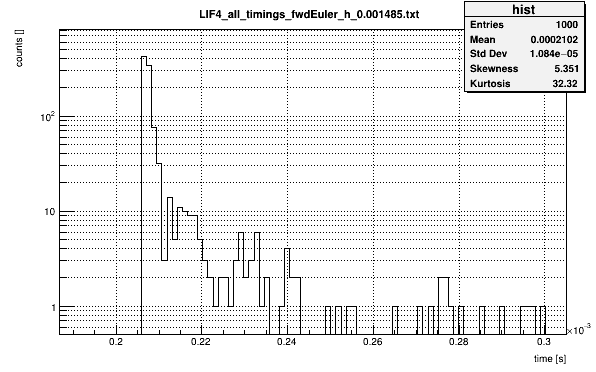 LIF4_all_timings_fwdEuler_h_0.001485.txt
hist
Entries 1000
Mean 0.0002102
Std Dev 1.084e−05
Skewness 5.351
Kurtosis 32.32
counts []
10²
10
1
0.2 0.22 0.24 0.26 0.28 0.3
×10⁻³
time [s]